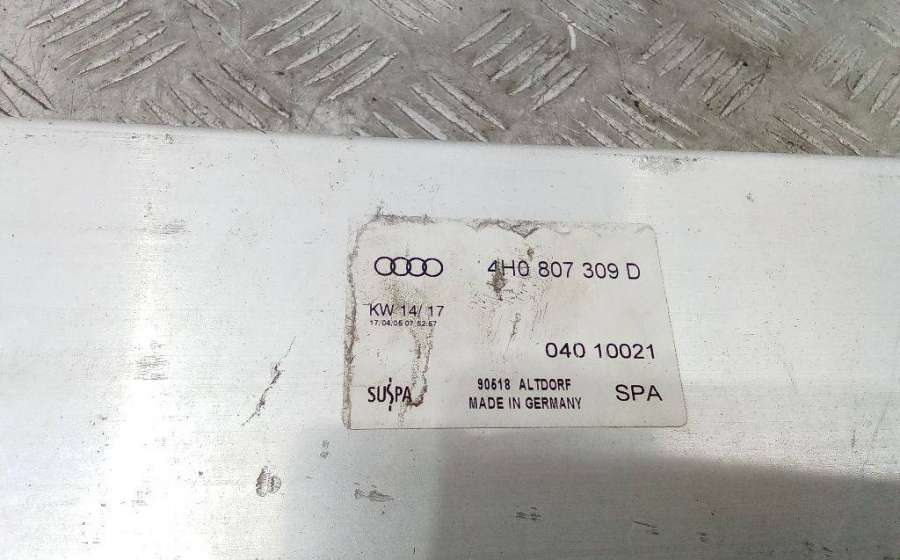 4H0 807 309 D
KW 14/ 17
17/04/05 07:52:57
040 10021
SUSPA
90518 ALTDORF
MADE IN GERMANY
SPA